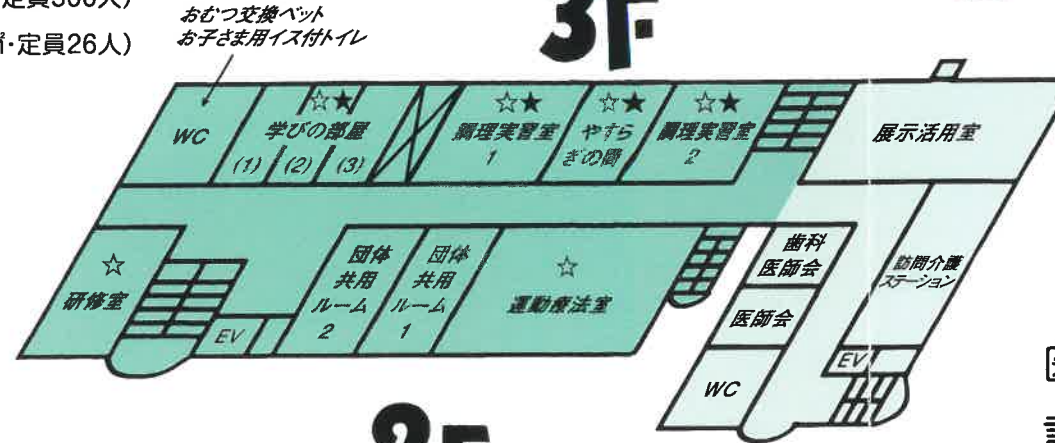 定員300人)
・定員26人)
おむつ交換ベット
お子さま用イス付トイレ
3F
WC
☆★
学びの部屋
(1)
(2)
(3)
☆★
調理実習室
1
☆★
やすら
ぎの間
☆★
調理実習室
2
展示活用室
☆
研修室
EV
団体
共用
ルーム
2
団体
共用
ルーム
1
☆
運動療法室
歯科
医師会
医師会
WC
訪問介護
ステーション
EV
2F